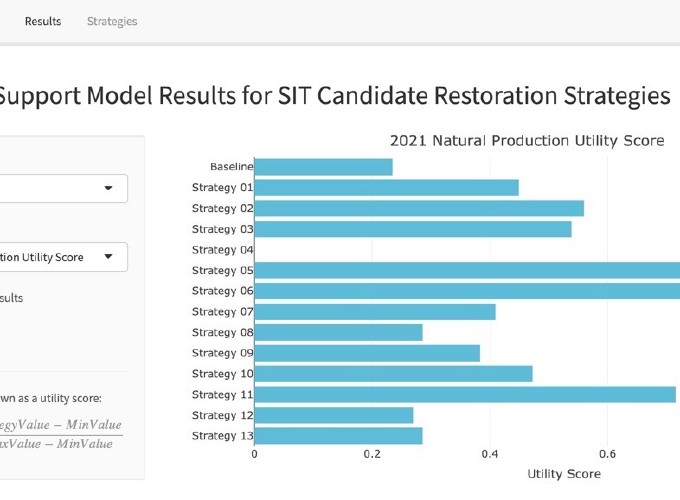 Results Strategies
Support Model Results for SIT Candidate Restoration Strategies
2021 Natural Production Utility Score
tion Utility Score
sults
wn as a utility score:
egyValue − MinValue
xValue − MinValue
Baseline
Strategy 01
Strategy 02
Strategy 03
Strategy 04
Strategy 05
Strategy 06
Strategy 07
Strategy 08
Strategy 09
Strategy 10
Strategy 11
Strategy 12
Strategy 13
0 0.2 0.4 0.6
Utility Score